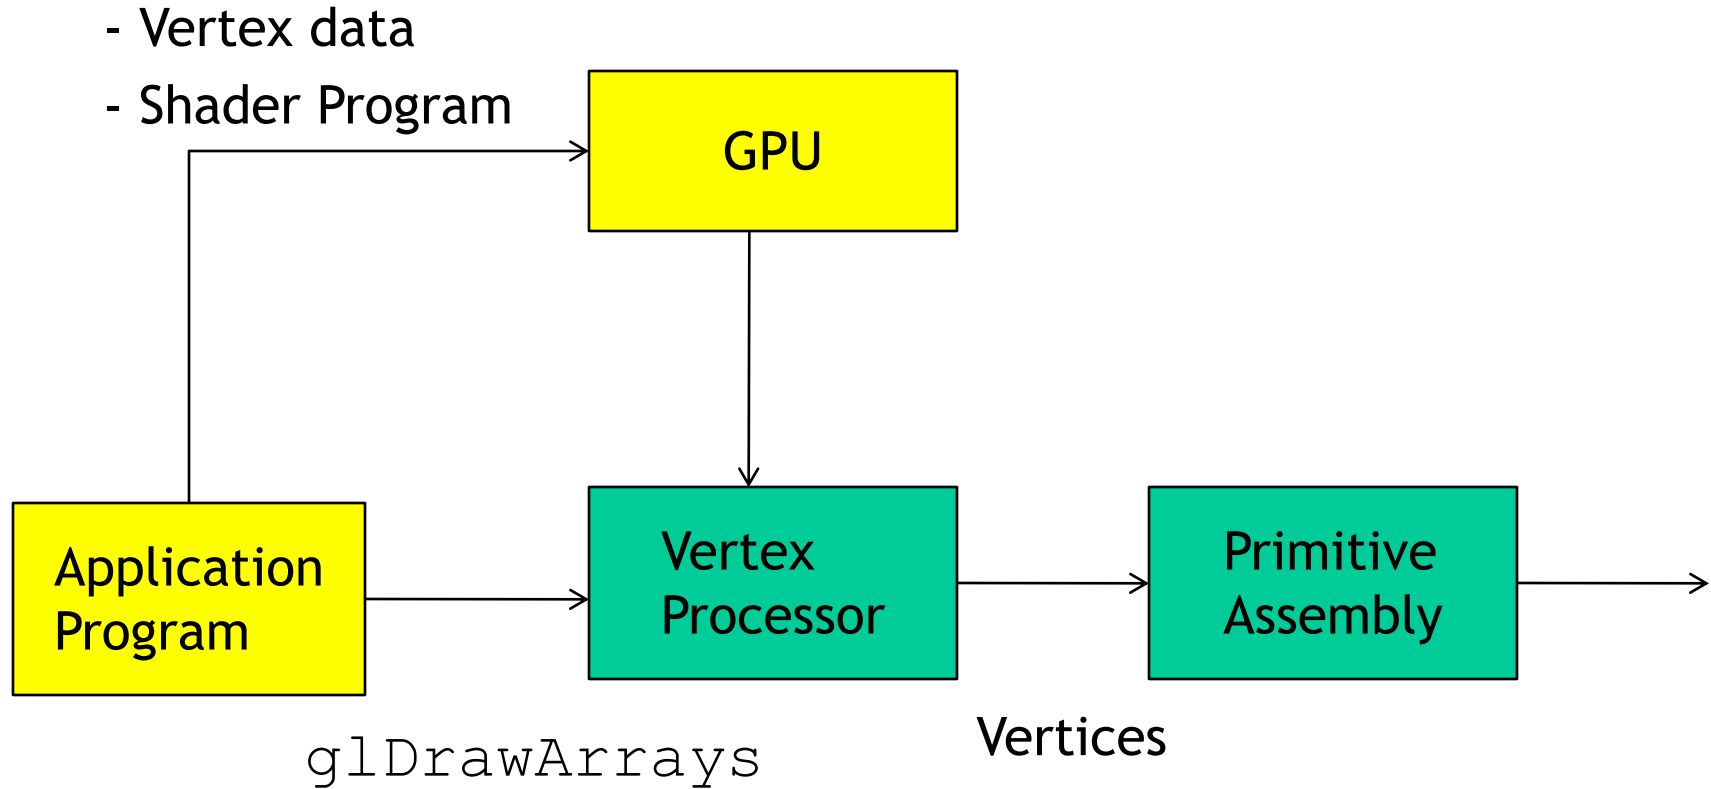 - Vertex data
- Shader Program
GPU
Application
Program
Vertex
Processor
Primitive
Assembly
glDrawArrays
Vertices